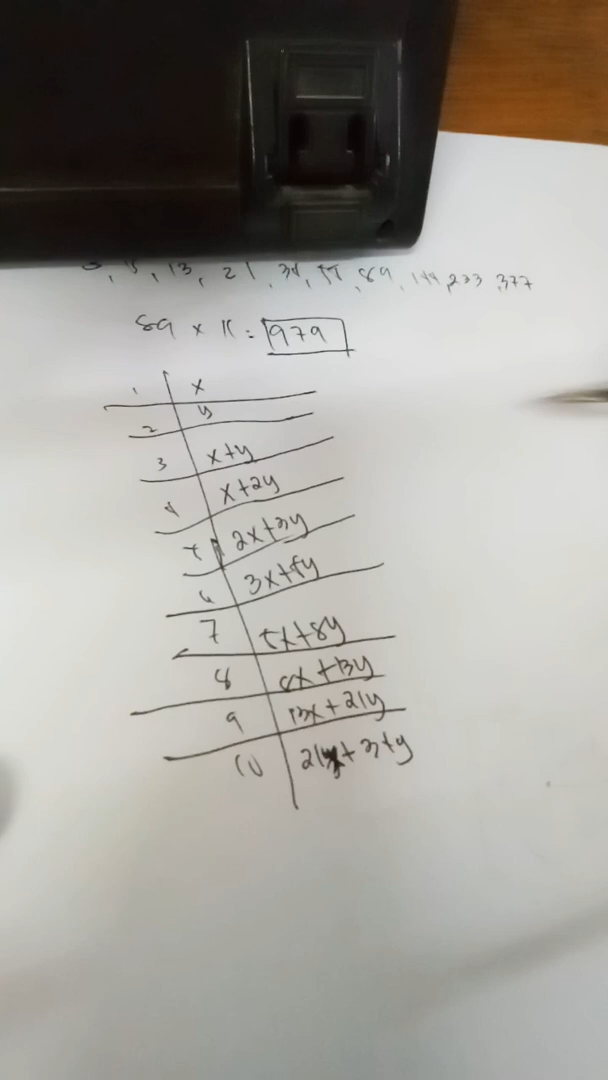 5, 8, 13, 21, 34, 55, 89, 144, 233, 377
89 x 11 = 979
1 x
2 y
3 x+y
4 x+2y
5 2x+3y
6 3x+5y
7 5x+8y
8 8x+13y
9 13x+21y
10 21x+34y